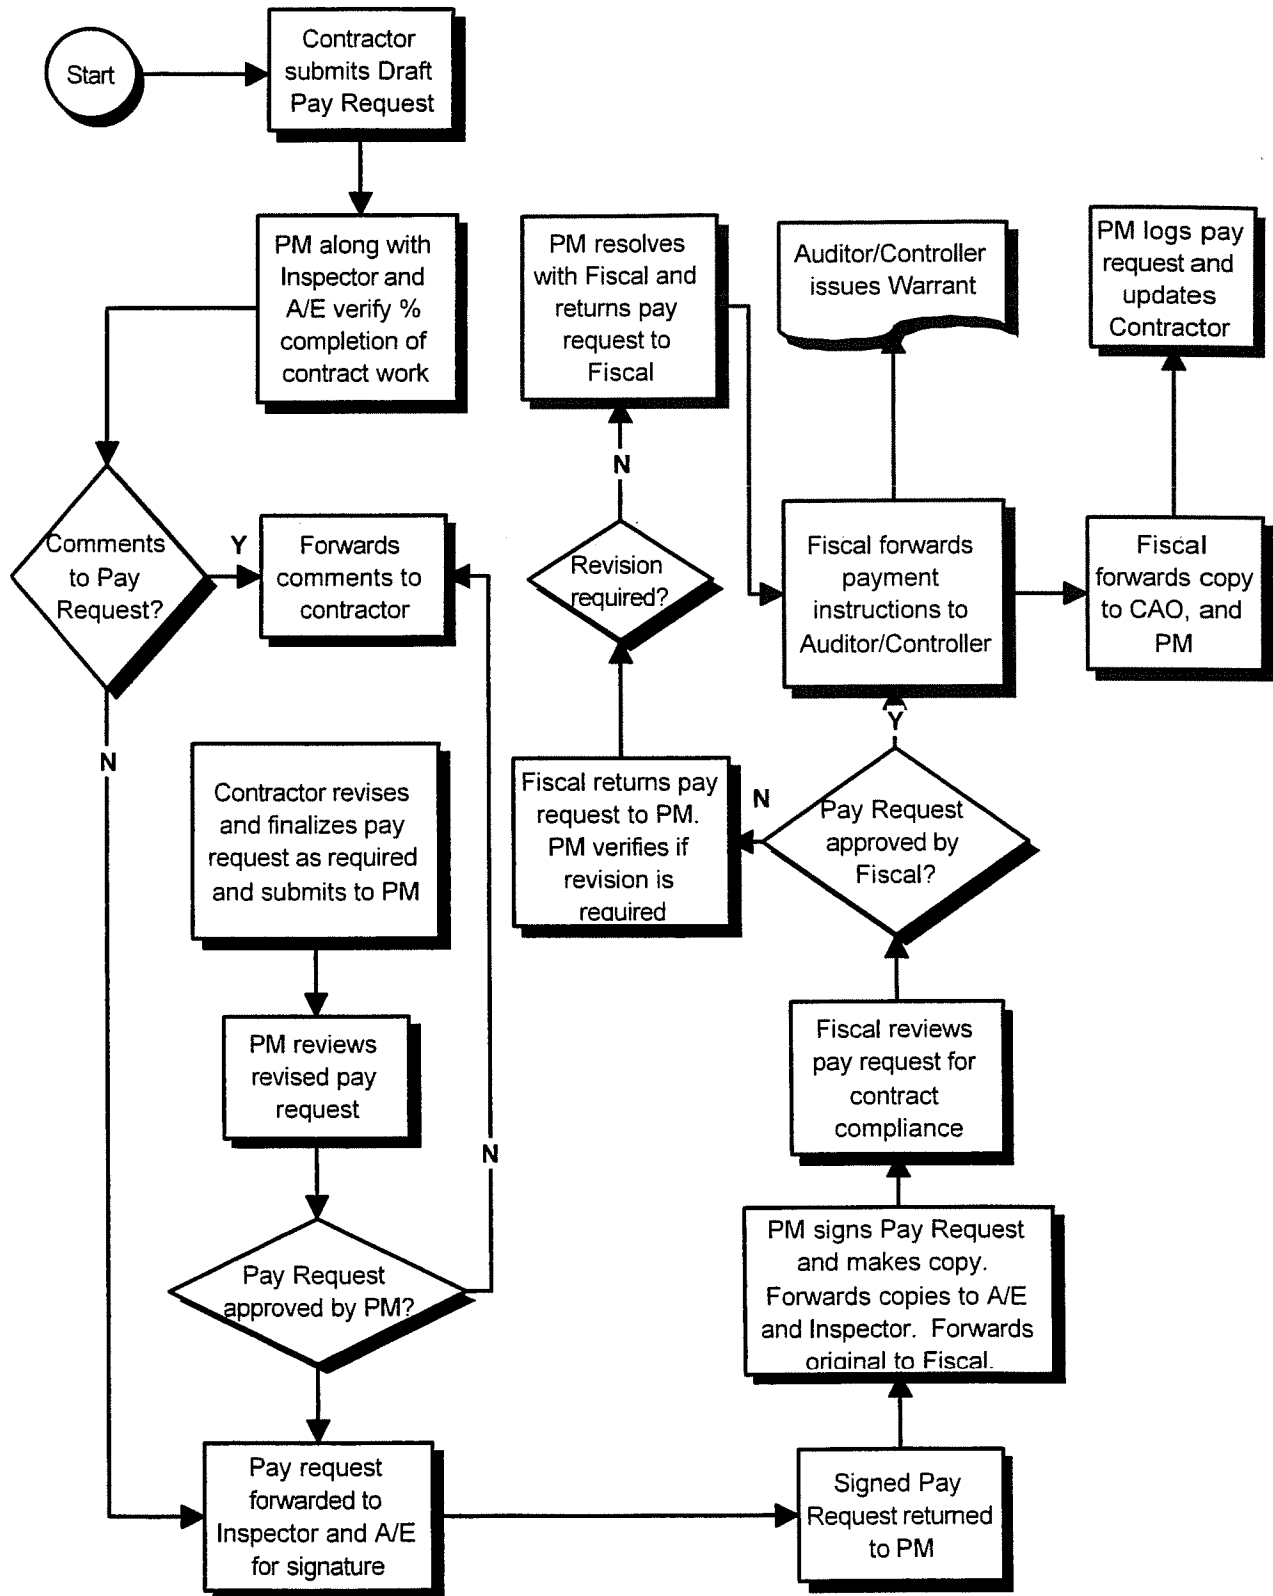 Start
Contractor
submits Draft
Pay Request
PM along with
Inspector and
A/E verify %
completion of
contract work
Comments
to Pay
Request?
Y
Forwards
comments to
contractor
N
Contractor revises
and finalizes pay
request as required
and submits to PM
PM reviews
revised pay
request
N
Pay Request
approved by PM?
Pay request
forwarded to
Inspector and A/E
for signature
Signed Pay
Request returned
to PM
PM signs Pay Request
and makes copy.
Forwards copies to A/E
and Inspector. Forwards
original to Fiscal.
Fiscal reviews
pay request for
contract
compliance
Pay Request
approved by
Fiscal?
N
Fiscal returns pay
request to PM.
PM verifies if
revision is
required
Revision
required?
N
PM resolves
with Fiscal and
returns pay
request to
Fiscal
Y
Fiscal forwards
payment
instructions to
Auditor/Controller
Auditor/Controller
issues Warrant
Fiscal
forwards copy
to CAO, and
PM
PM logs pay
request and
updates
Contractor